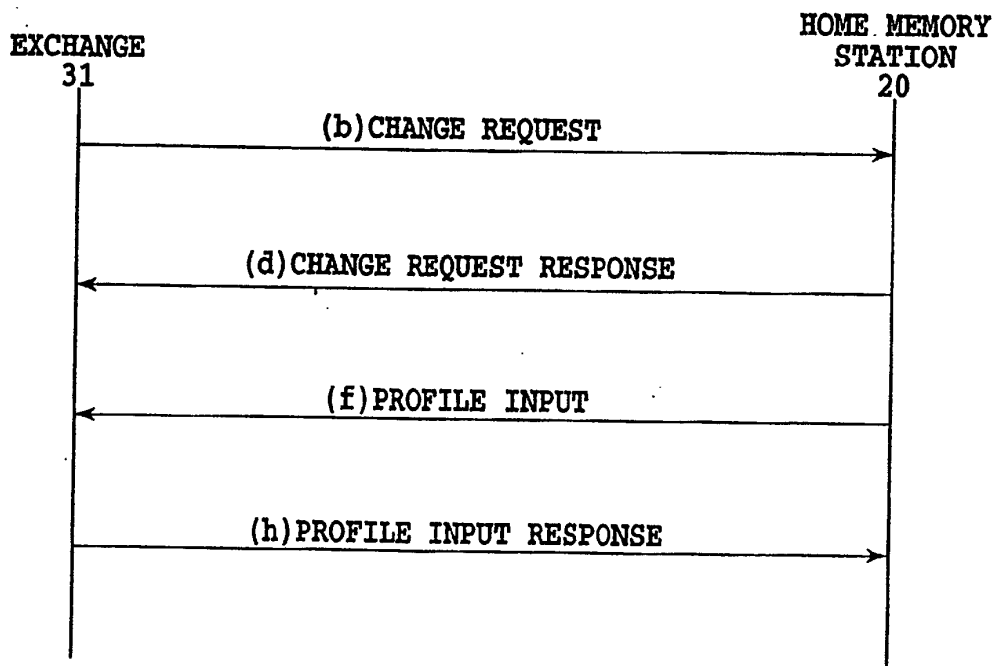 EXCHANGE
31
HOME MEMORY
STATION
20
(b)CHANGE REQUEST
(d)CHANGE REQUEST RESPONSE
(f)PROFILE INPUT
(h)PROFILE INPUT RESPONSE